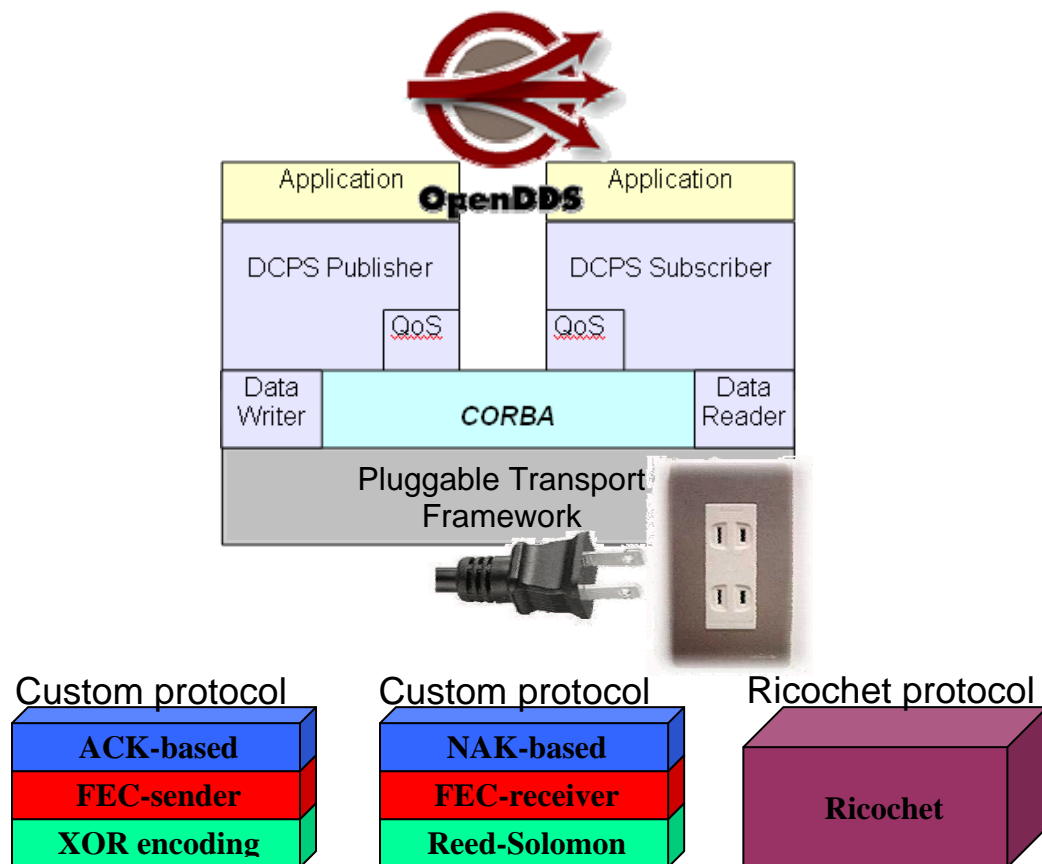 Application
OpenDDS
Application
DCPS Publisher
DCPS Subscriber
QoS
QoS
Data
Writer
CORBA
Data
Reader
Pluggable Transport
Framework
Custom protocol
Custom protocol
Ricochet protocol
ACK-based
FEC-sender
XOR encoding
NAK-based
FEC-receiver
Reed-Solomon
Ricochet